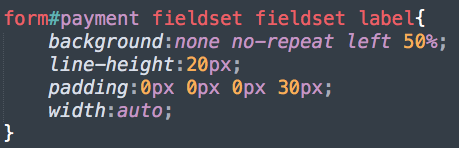 form#payment fieldset fieldset label{
    background:none no-repeat left 50%;
    line-height:20px;
    padding:0px 0px 0px 30px;
    width:auto;
}